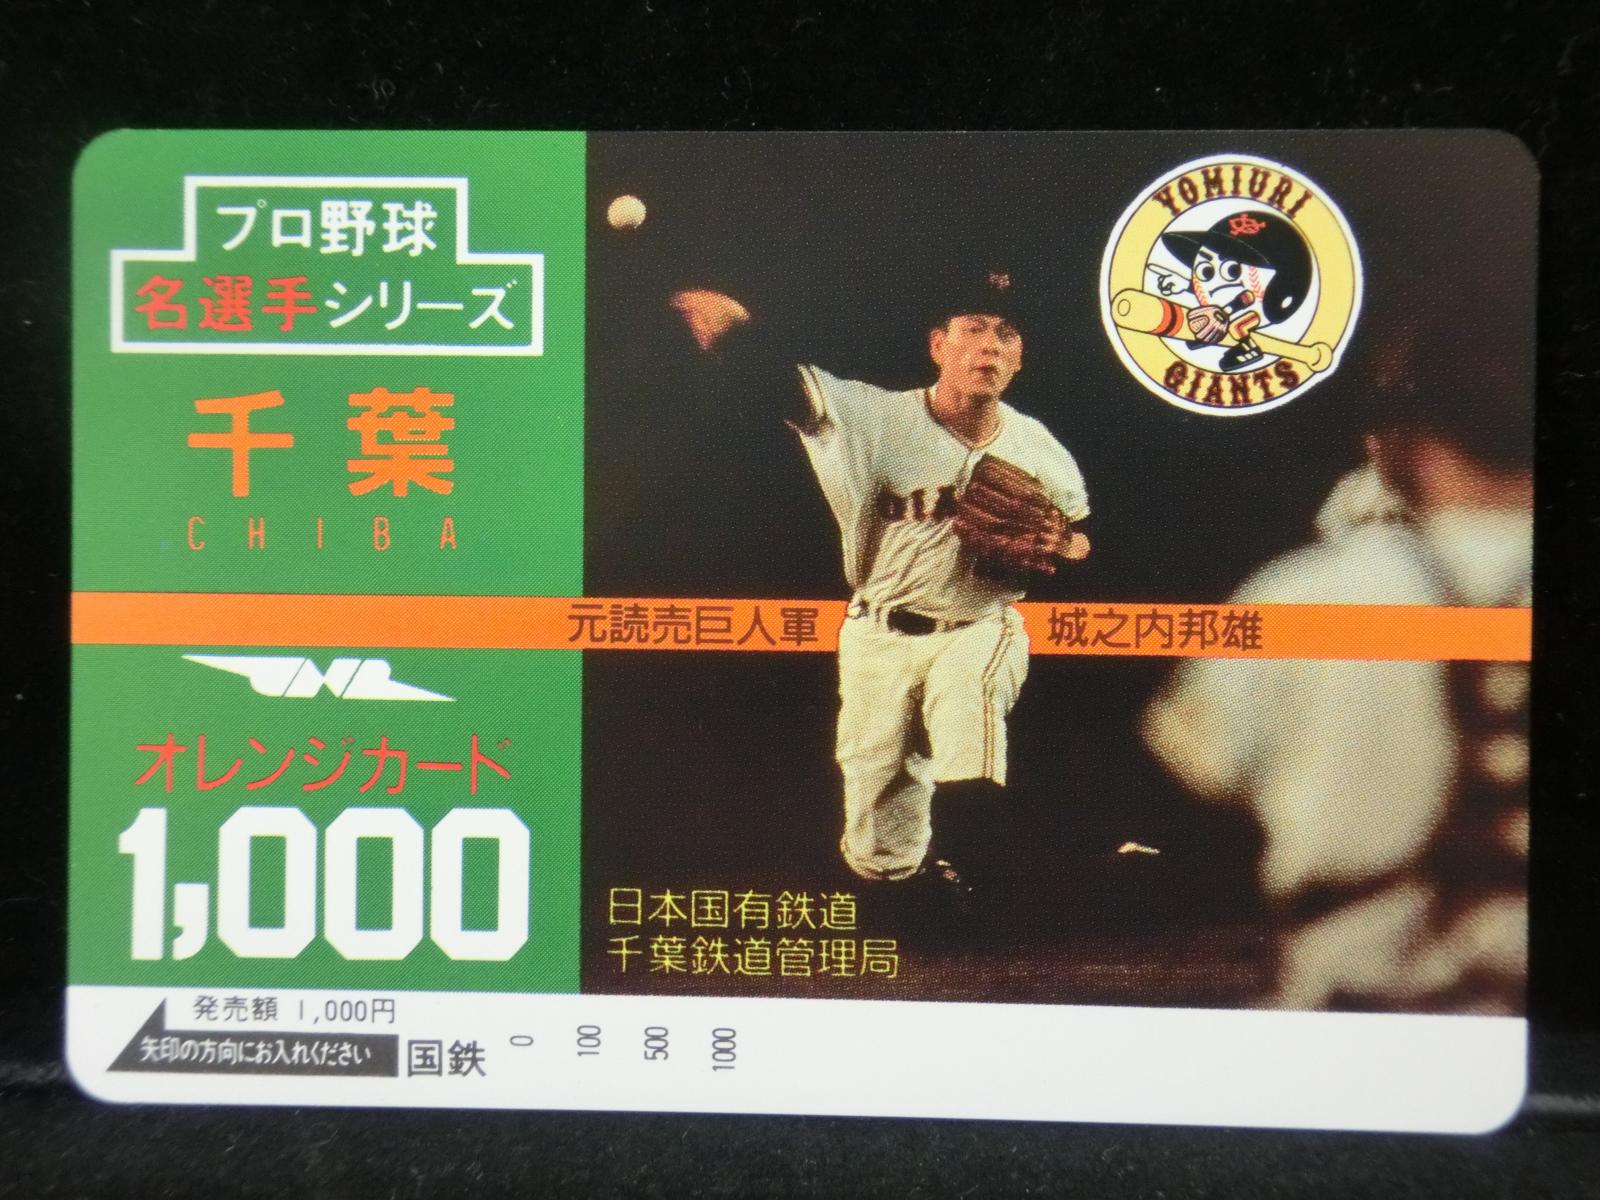 プロ野球
名選手シリーズ
千葉
CHIBA
YOMIURI
GIANTS
元読売巨人軍 城之内邦雄
JNR
オレンジカード
1,000
日本国有鉄道
千葉鉄道管理局
発売額 1,000円
矢印の方向にお入れください
国鉄 0 100 500 1000